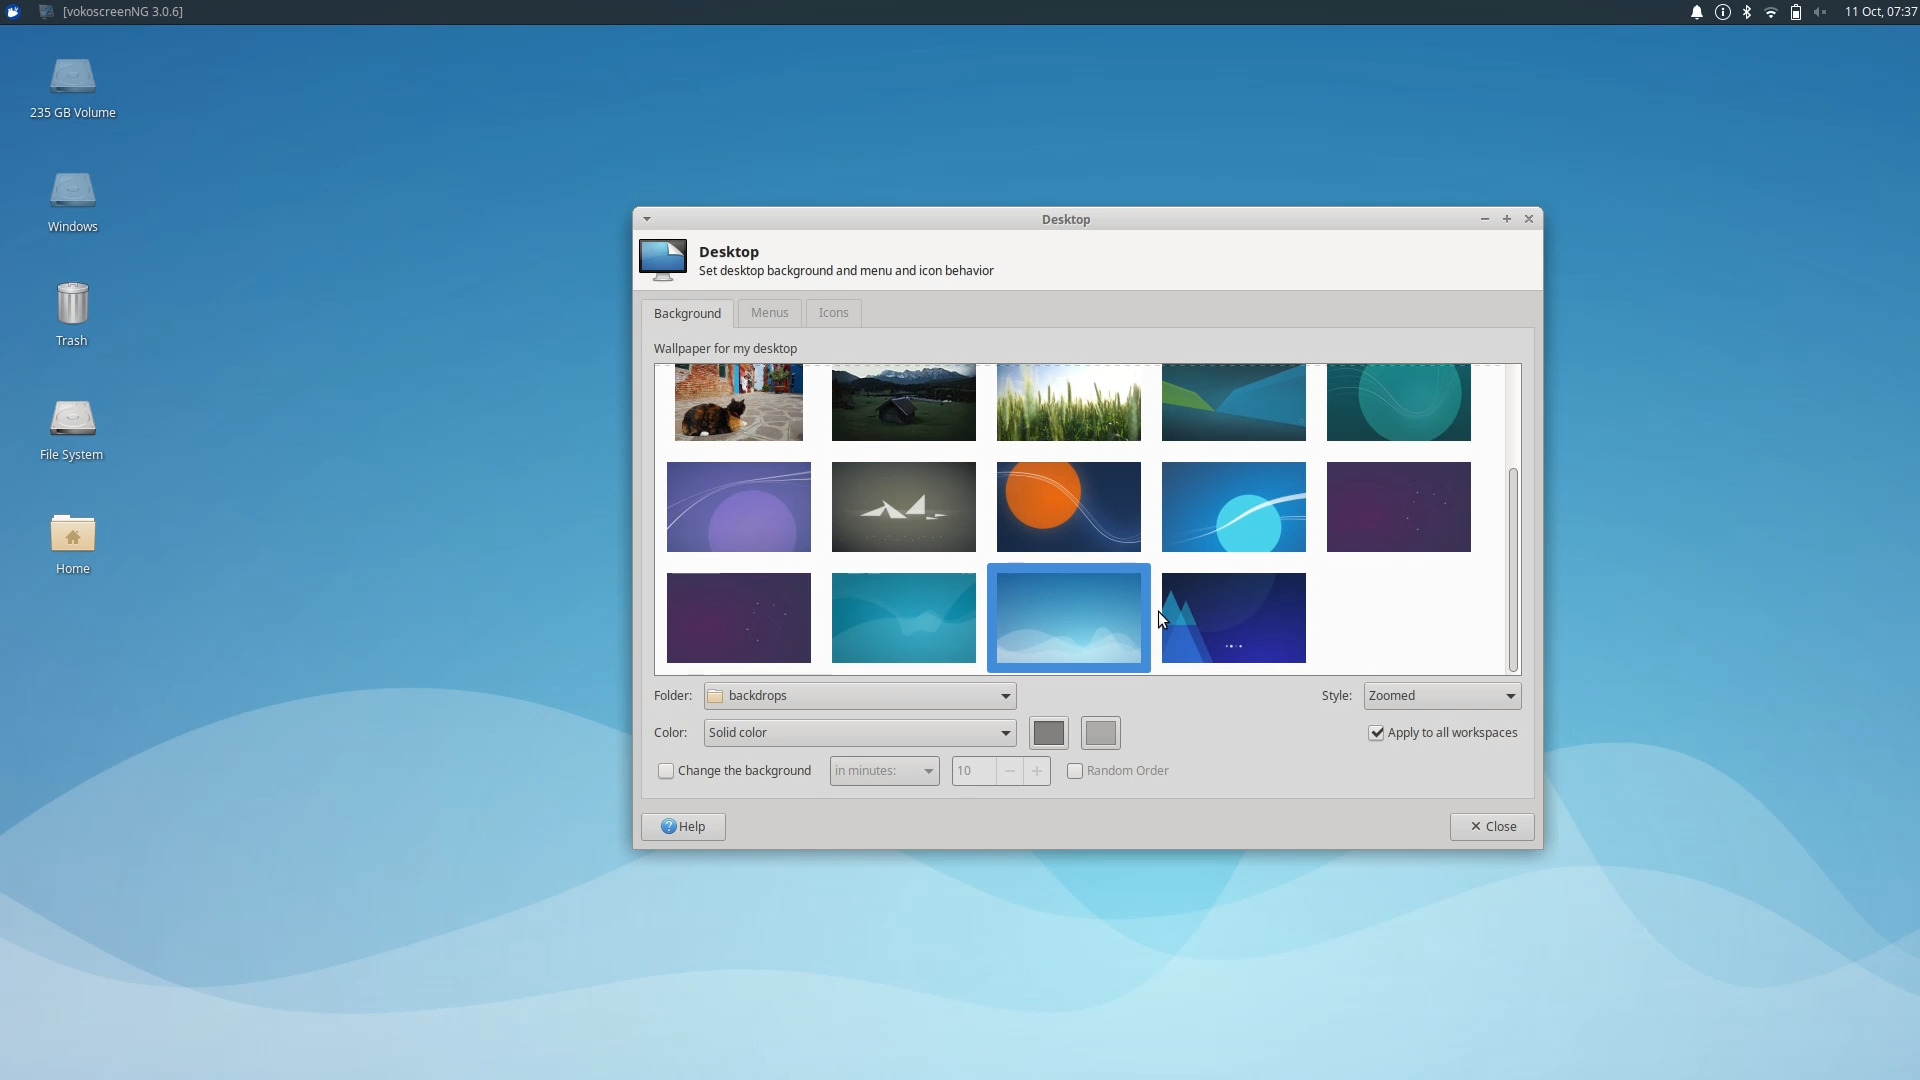 [vokoscreenNG 3.0.6]
11 Oct, 07:37
235 GB Volume
Windows
Trash
File System
Home
Desktop
Desktop
Set desktop background and menu and icon behavior
Background
Menus
Icons
Wallpaper for my desktop
Folder:
backdrops
Style:
Zoomed
Color:
Solid color
Apply to all workspaces
Change the background
in minutes:
10
Random Order
Help
Close